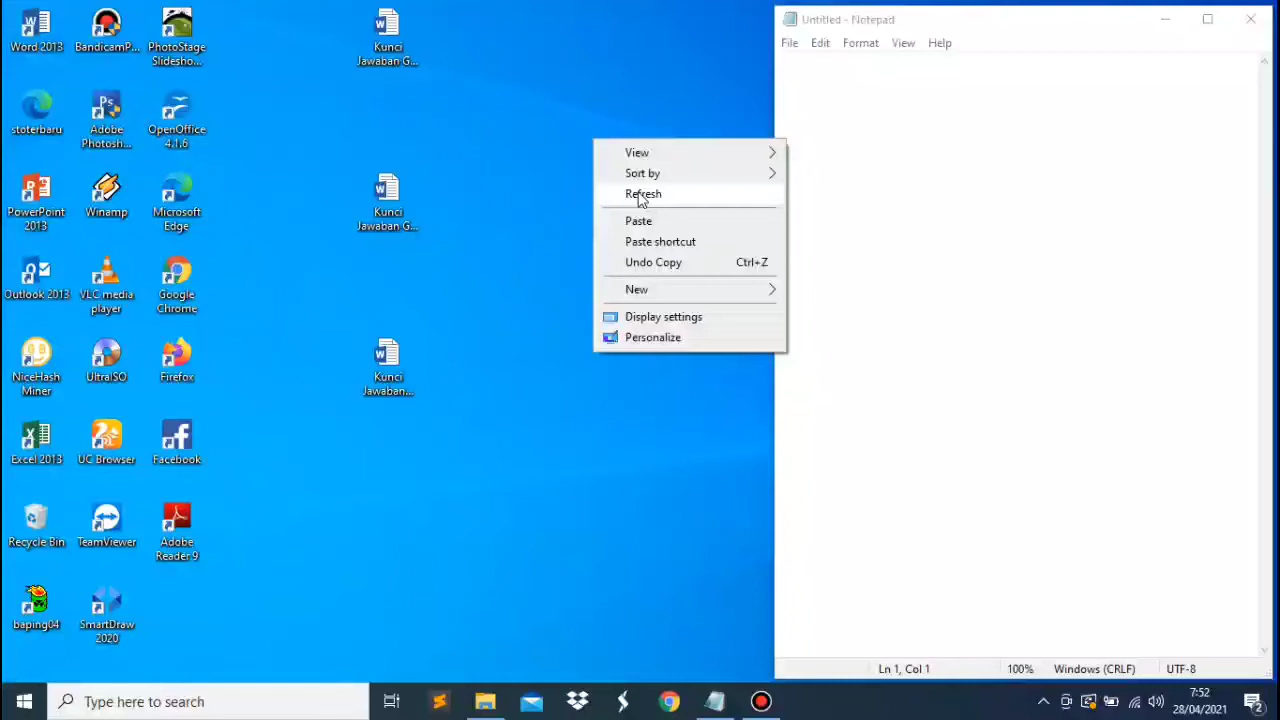 Word 2013
BandicamP...
PhotoStage
Slidesho...
stoterbaru
Adobe
Photosh...
OpenOffice
4.1.6
PowerPoint
2013
Winamp
Microsoft
Edge
Outlook 2013
VLC media
player
Google
Chrome
NiceHash
Miner
UltraISO
Firefox
Excel 2013
UC Browser
Facebook
Recycle Bin
TeamViewer
Adobe
Reader 9
baping04
SmartDraw
2020
Kunci
Jawaban G...
Kunci
Jawaban G...
Kunci
Jawaban...
View
Sort by
Refresh
Paste
Paste shortcut
Undo Copy Ctrl+Z
New
Display settings
Personalize
Untitled - Notepad
File Edit Format View Help
Ln 1, Col 1 100% Windows (CRLF) UTF-8
Type here to search
7:52
28/04/2021
2